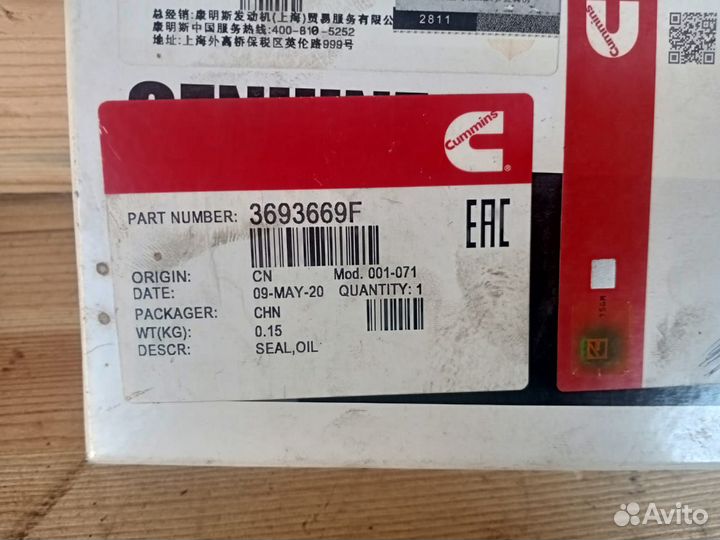 总经销:康明斯发动机(上海)贸易服务有限公
康明斯中国服务热线:400-810-5252
地址:上海外高桥保税区英伦路999号
2811
Cummins
GENUINE
Cummins
®
PART NUMBER: 3693669F
EAC
ORIGIN: CN Mod. 001-071
DATE: 09-MAY-20 QUANTITY: 1
PACKAGER: CHN
WT(KG): 0.15
DESCR: SEAL,OIL
Avito